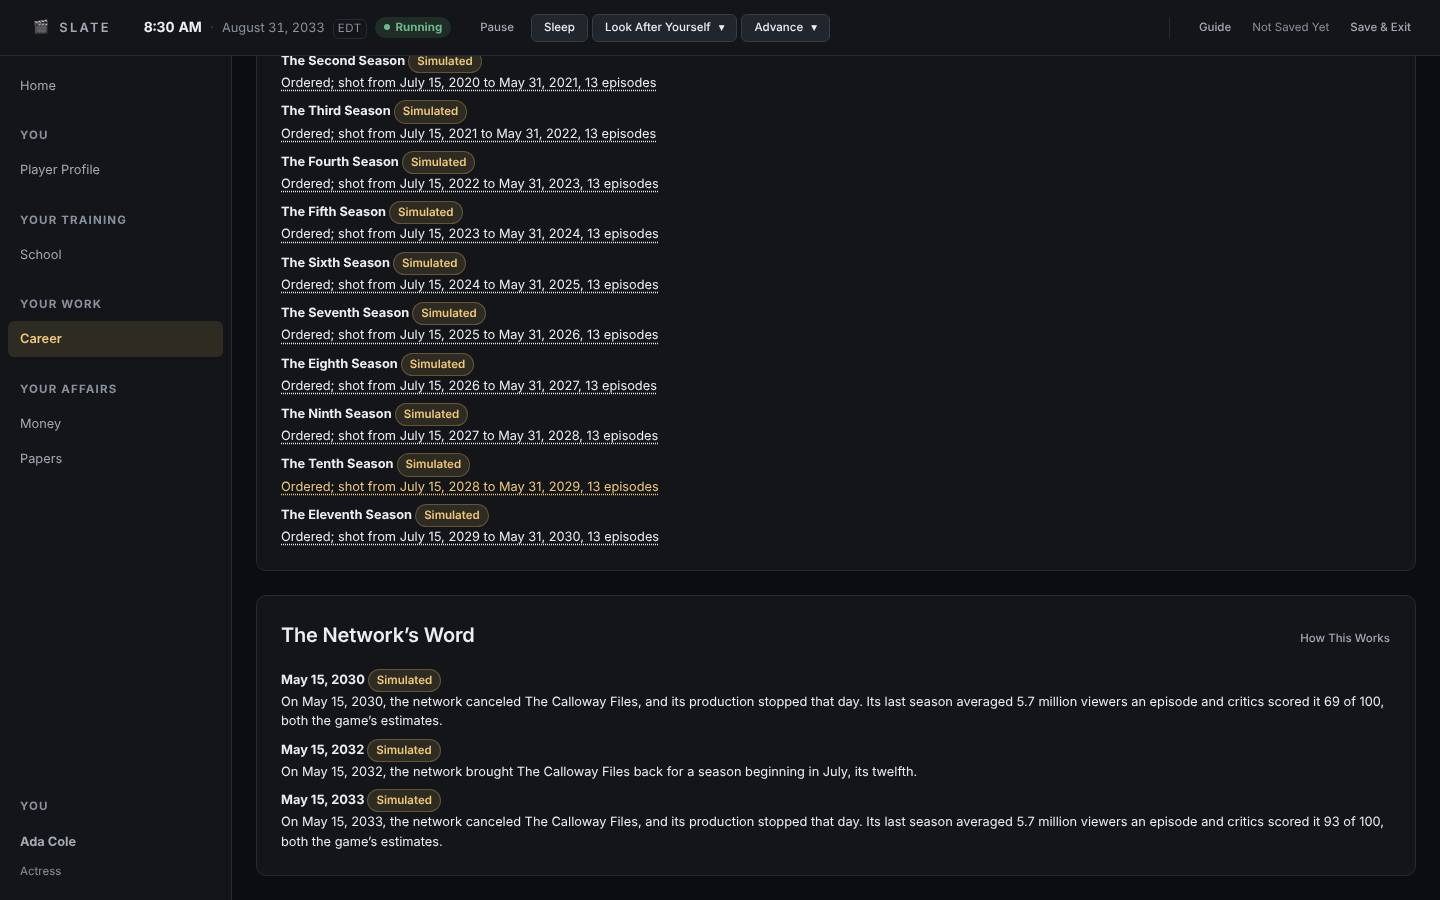 SLATE
8:30 AM · August 31, 2033 EDT Running Pause Sleep Look After Yourself ▾ Advance ▾ Guide Not Saved Yet Save & Exit
Home
YOU
Player Profile
YOUR TRAINING
School
YOUR WORK
Career
YOUR AFFAIRS
Money
Papers
YOU
Ada Cole
Actress
The Second Season Simulated
Ordered; shot from July 15, 2020 to May 31, 2021, 13 episodes
The Third Season Simulated
Ordered; shot from July 15, 2021 to May 31, 2022, 13 episodes
The Fourth Season Simulated
Ordered; shot from July 15, 2022 to May 31, 2023, 13 episodes
The Fifth Season Simulated
Ordered; shot from July 15, 2023 to May 31, 2024, 13 episodes
The Sixth Season Simulated
Ordered; shot from July 15, 2024 to May 31, 2025, 13 episodes
The Seventh Season Simulated
Ordered; shot from July 15, 2025 to May 31, 2026, 13 episodes
The Eighth Season Simulated
Ordered; shot from July 15, 2026 to May 31, 2027, 13 episodes
The Ninth Season Simulated
Ordered; shot from July 15, 2027 to May 31, 2028, 13 episodes
The Tenth Season Simulated
Ordered; shot from July 15, 2028 to May 31, 2029, 13 episodes
The Eleventh Season Simulated
Ordered; shot from July 15, 2029 to May 31, 2030, 13 episodes
The Network’s Word
How This Works
May 15, 2030 Simulated
On May 15, 2030, the network canceled The Calloway Files, and its production stopped that day. Its last season averaged 5.7 million viewers an episode and critics scored it 69 of 100,
both the game’s estimates.
May 15, 2032 Simulated
On May 15, 2032, the network brought The Calloway Files back for a season beginning in July, its twelfth.
May 15, 2033 Simulated
On May 15, 2033, the network canceled The Calloway Files, and its production stopped that day. Its last season averaged 5.7 million viewers an episode and critics scored it 93 of 100,
both the game’s estimates.